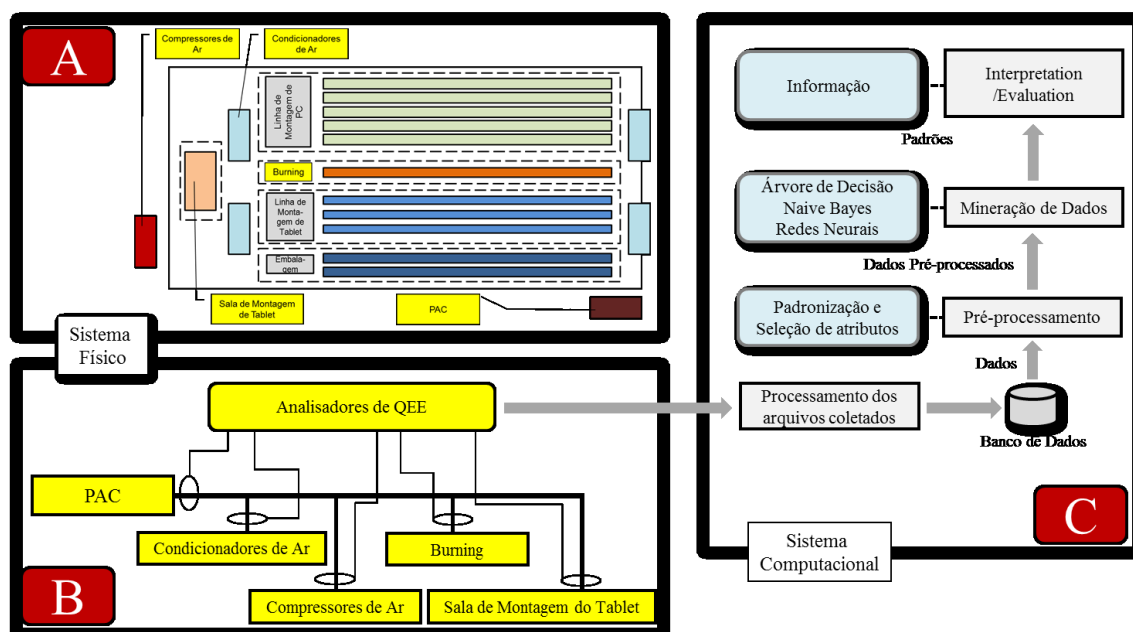 A
Compressores de
Ar
Condicionadores
de Ar
Linha de
Montagem de
PC
Burning
Linha de
Monta-
gem de
Tablet
Embala-
gem
Sala de Montagem
de Tablet
PAC
Sistema
Físico
B
Analisadores de QEE
PAC
Condicionadores de Ar
Burning
Compressores de Ar
Sala de Montagem do Tablet
C
Informação
Interpretation
/Evaluation
Padrões
Árvore de Decisão
Naive Bayes
Redes Neurais
Mineração de Dados
Dados Pré-processados
Padronização e
Seleção de atributos
Pré-processamento
Dados
Processamento dos
arquivos coletados
Banco de Dados
Sistema
Computacional